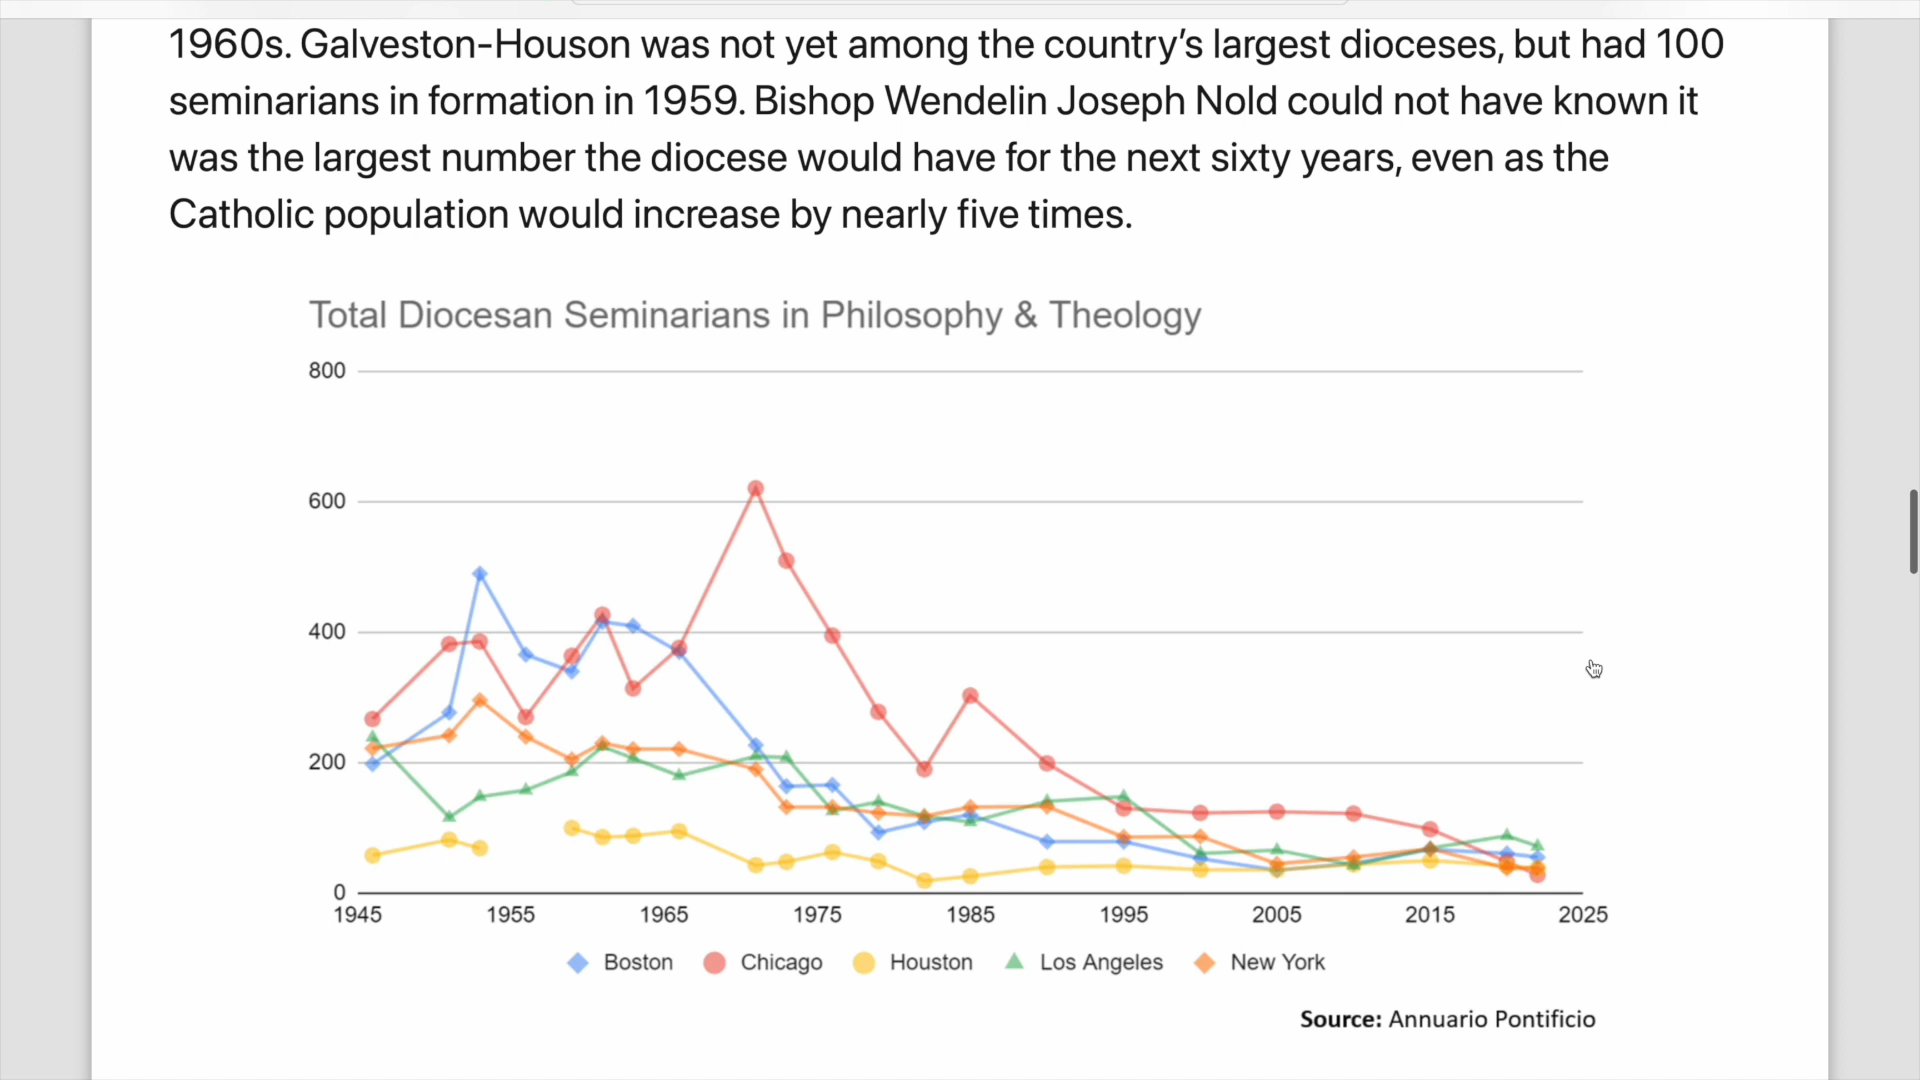 1960s. Galveston-Houson was not yet among the country’s largest dioceses, but had 100
seminarians in formation in 1959. Bishop Wendelin Joseph Nold could not have known it
was the largest number the diocese would have for the next sixty years, even as the
Catholic population would increase by nearly five times.
Total Diocesan Seminarians in Philosophy & Theology
800
600
400
200
0
1945 1955 1965 1975 1985 1995 2005 2015 2025
Boston Chicago Houston Los Angeles New York
Source: Annuario Pontificio